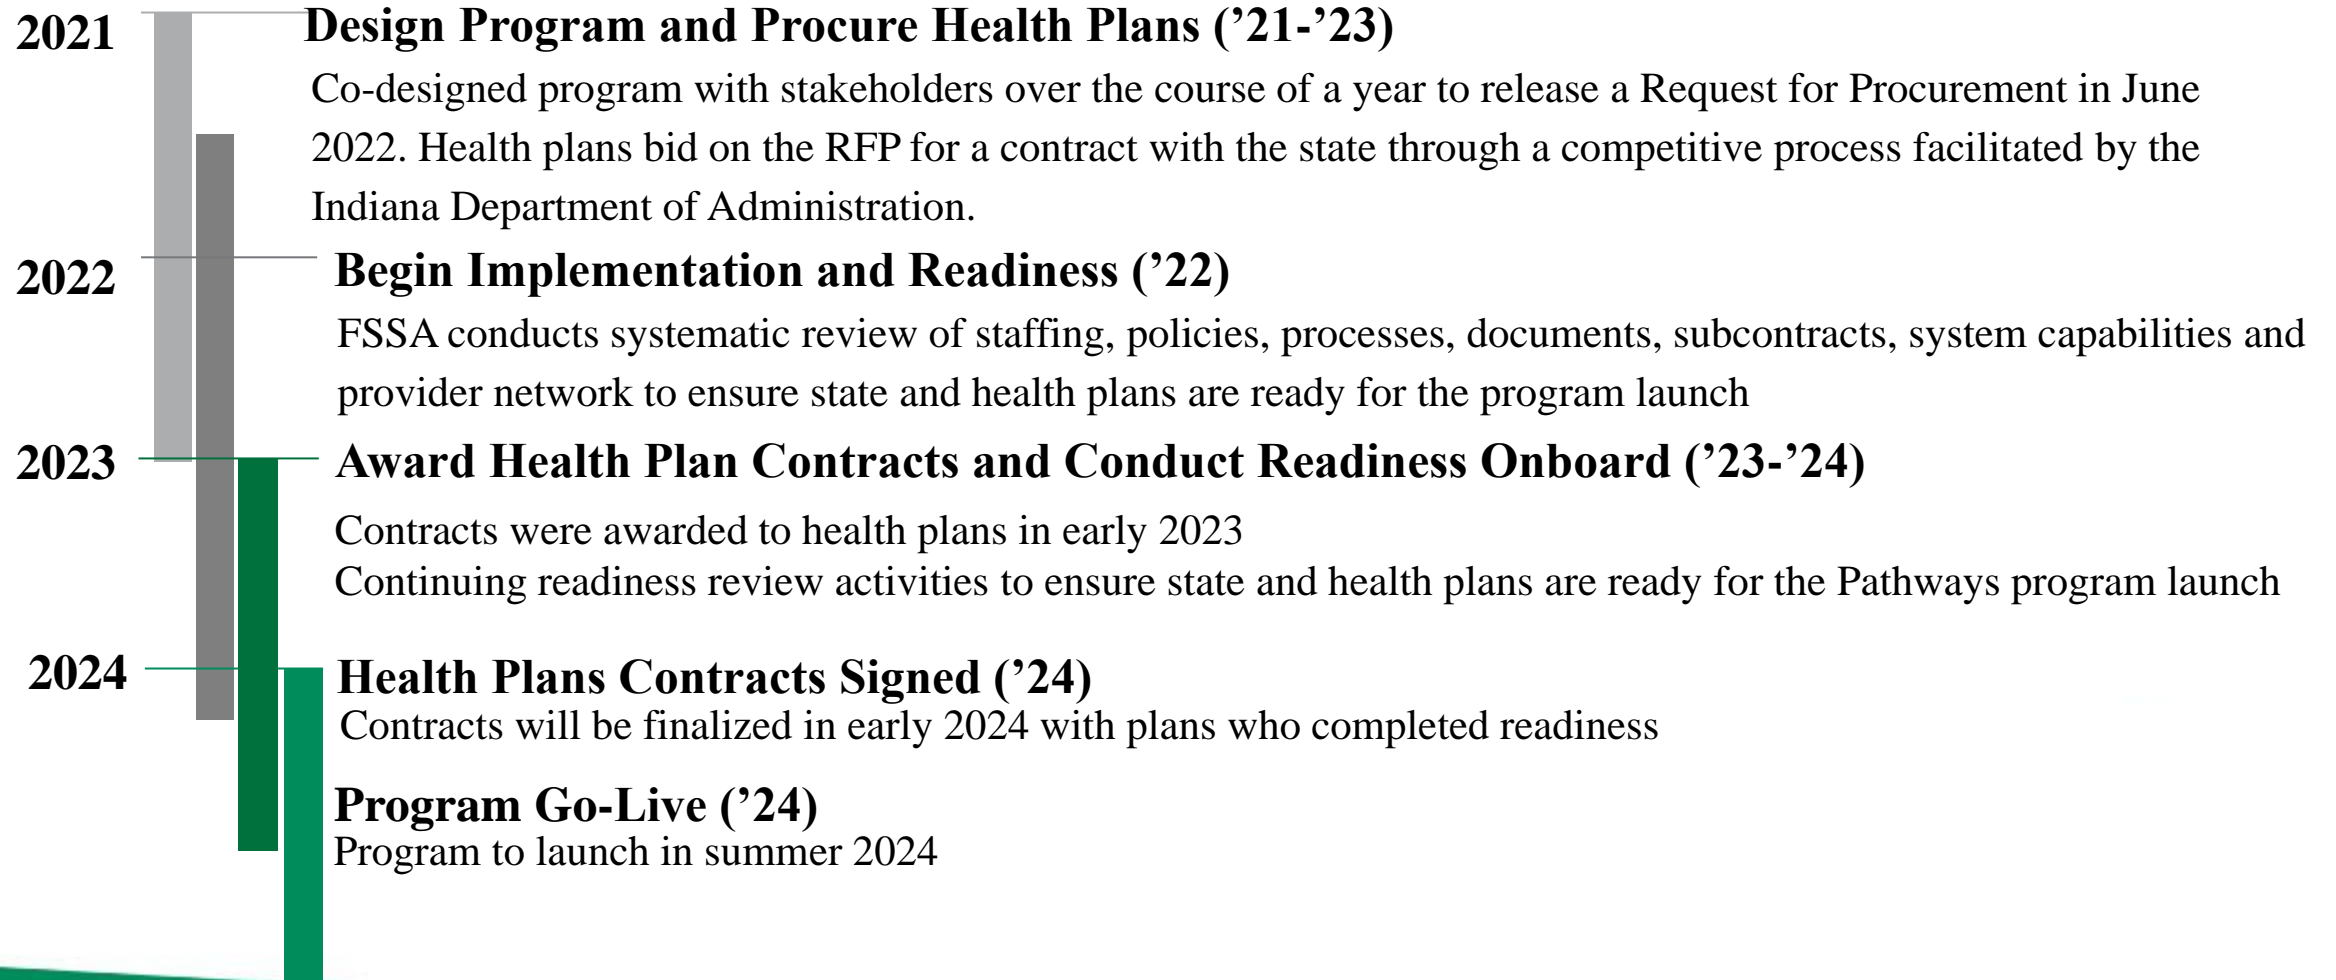 2021
Design Program and Procure Health Plans (’21-’23)
Co-designed program with stakeholders over the course of a year to release a Request for Procurement in June
2022. Health plans bid on the RFP for a contract with the state through a competitive process facilitated by the
Indiana Department of Administration.
2022
Begin Implementation and Readiness (’22)
FSSA conducts systematic review of staffing, policies, processes, documents, subcontracts, system capabilities and
provider network to ensure state and health plans are ready for the program launch
2023
Award Health Plan Contracts and Conduct Readiness Onboard (’23-’24)
Contracts were awarded to health plans in early 2023
Continuing readiness review activities to ensure state and health plans are ready for the Pathways program launch
2024
Health Plans Contracts Signed (’24)
Contracts will be finalized in early 2024 with plans who completed readiness
Program Go-Live (’24)
Program to launch in summer 2024